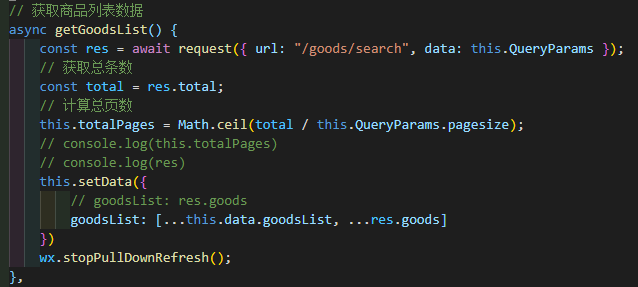 // 获取商品列表数据
async getGoodsList() {
const res = await request({ url: "/goods/search", data: this.QueryParams });
// 获取总条数
const total = res.total;
// 计算总页数
this.totalPages = Math.ceil(total / this.QueryParams.pagesize);
// console.log(this.totalPages)
// console.log(res)
this.setData({
// goodsList: res.goods
goodsList: [...this.data.goodsList, ...res.goods]
})
wx.stopPullDownRefresh();
},